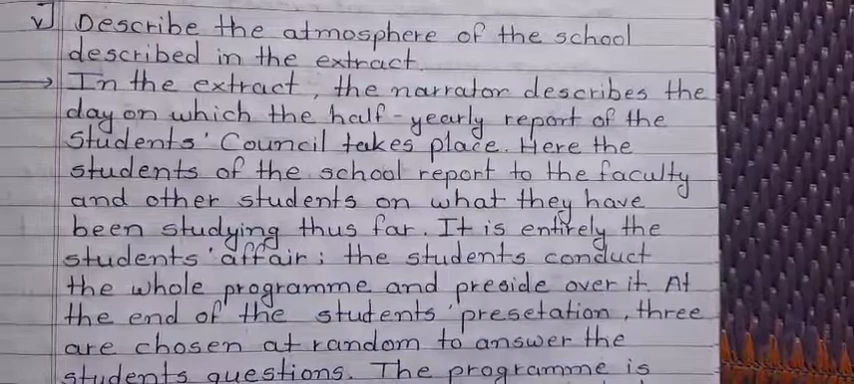 v] Describe the atmosphere of the school
described in the extract.
→ In the extract, the narrator describes the
day on which the half-yearly report of the
Students' Council takes place. Here the
students of the school report to the faculty
and other students on what they have
been studying thus far. It is entirely the
students' affair; the students conduct
the whole programme and preside over it. At
the end of the students' presetation, three
are chosen at random to answer the
students questions. The programme is